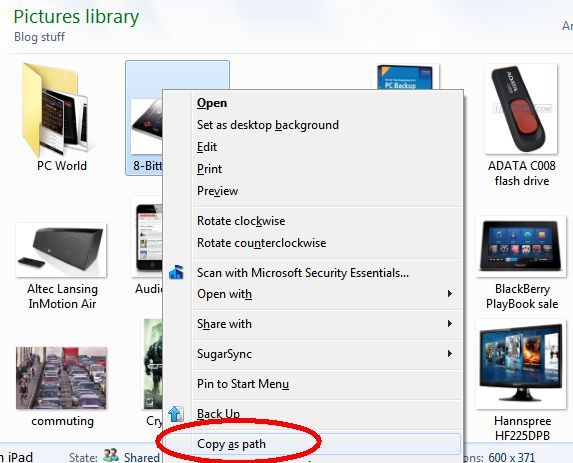 Pictures library
Blog stuff
PC Backup
ADATA
PC World
8-Bitt
ADATA C008
flash drive
Open
Set as desktop background
Edit
Print
Preview
Rotate clockwise
Rotate counterclockwise
Scan with Microsoft Security Essentials...
Open with
Share with
SugarSync
Pin to Start Menu
Back Up
Copy as path
Altec Lansing
InMotion Air
Audio
BlackBerry
PlayBook sale
commuting
Cry
Hannspree
HF225DPB
n iPad
State:
Shared
ons: 600 x 371